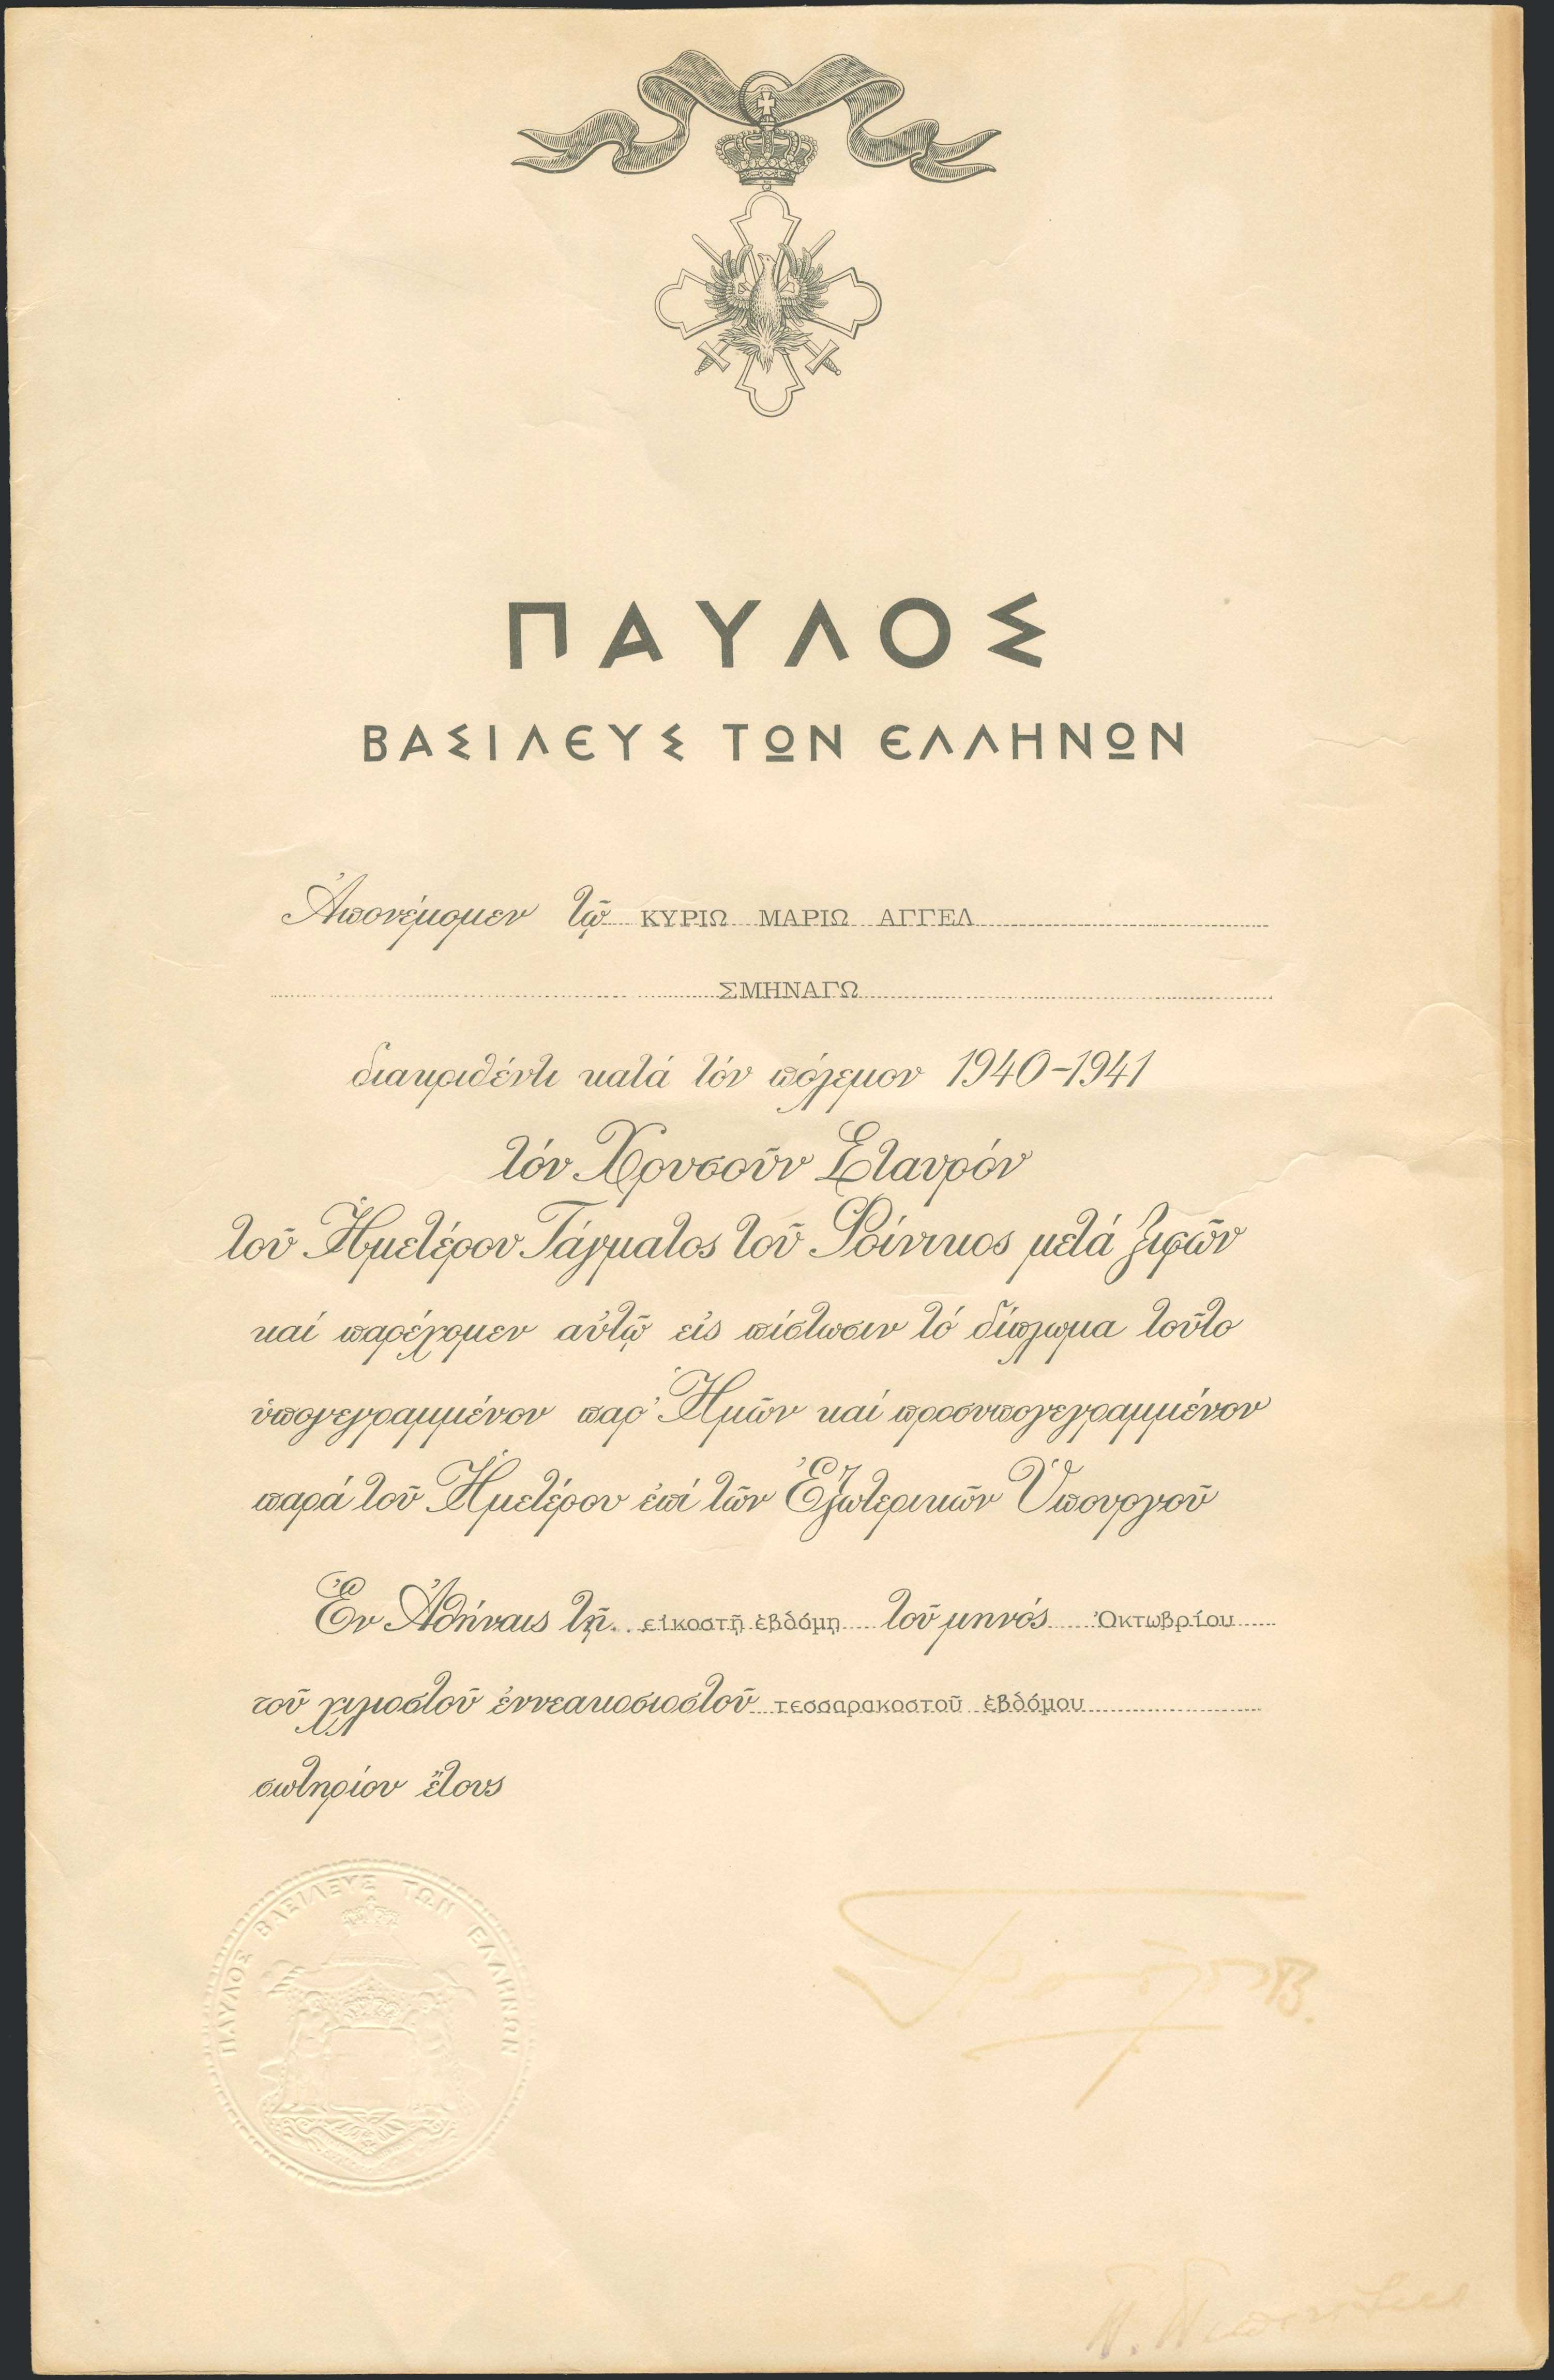 ΠΑΥΛΟΣ
ΒΑΣΙΛΕΥΣ ΤΩΝ ΕΛΛΗΝΩΝ
Ἀπονέμομεν τῷ ΚΥΡΙΩ ΜΑΡΙΩ ΑΓΓΕΛ
ΣΜΗΝΑΓΩ
διακριθέντι κατά τόν πόλεμον 1940-1941
τόν Χρυσοῦν Σταυρόν
τοῦ Ἡμετέρου Τάγματος τοῦ Φοίνικος μετά ξιφῶν
καί παρέχομεν αὐτῷ εἰς πίστωσιν τό δίπλωμα τοῦτο
ὑπογεγραμμένον παρ' Ἡμῶν καί προσυπογεγραμμένον
παρά τοῦ Ἡμετέρου ἐπί τῶν Ἐξωτερικῶν Ὑπουργοῦ
Ἐν Ἀθήναις τῇ εἰκοστῇ ἑβδόμῃ τοῦ μηνός Ὀκτωβρίου
τοῦ χιλιοστοῦ ἐννεακοσιοστοῦ τεσσαρακοστοῦ ἑβδόμου
σωτηρίου ἔτους
ΠΑΥΛΟΣ ΒΑΣΙΛΕΥΣ ΤΩΝ ΕΛΛΗΝΩΝ